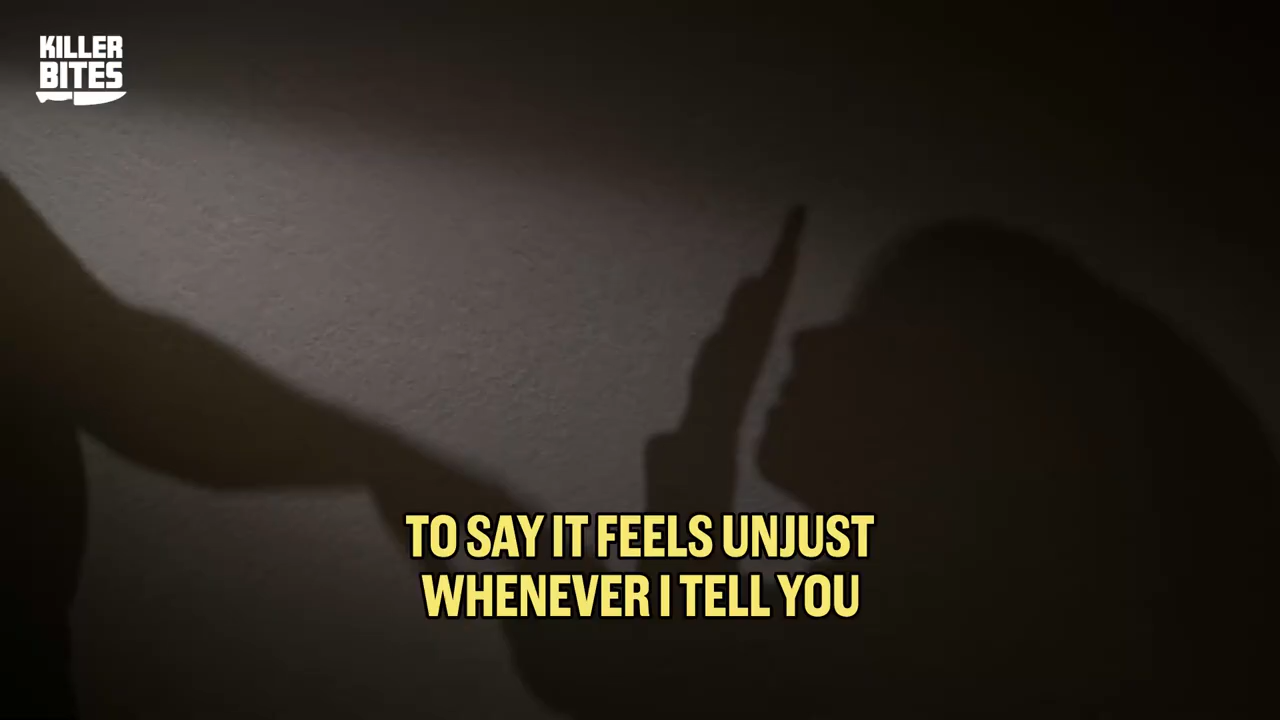 KILLER
BITES
TO SAY IT FEELS UNJUST
WHENEVER I TELL YOU